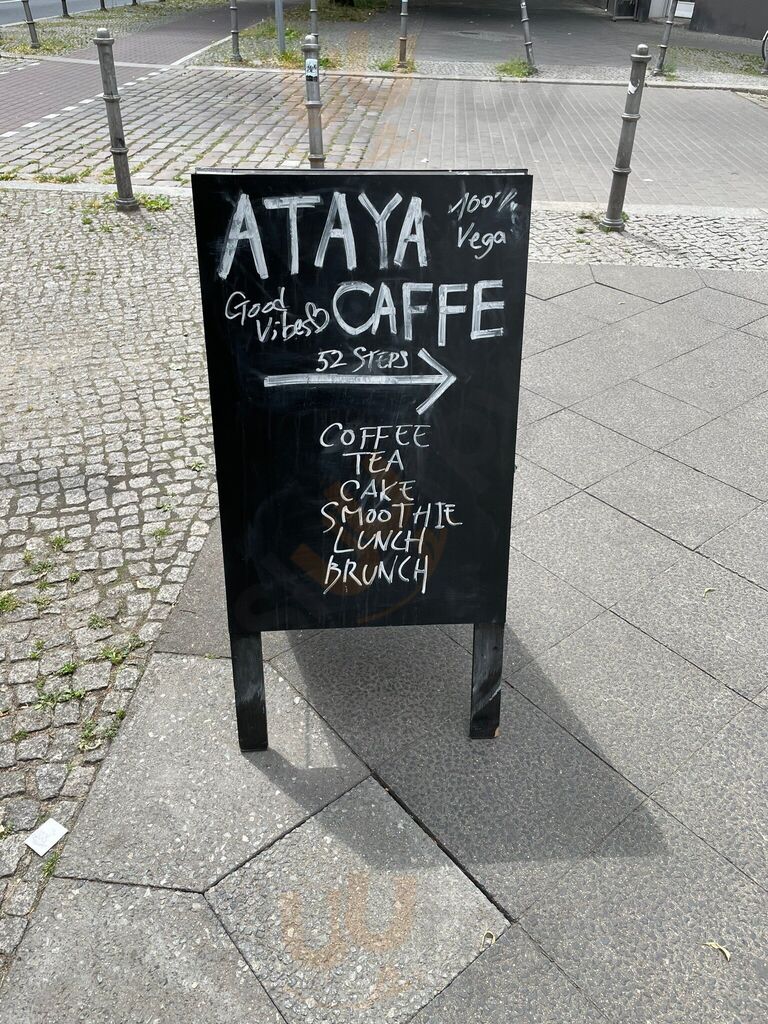 ATAYA
100%
Vega
Good
Vibes
CAFFE
52 STEPS
COFFEE
TEA
CAKE
SMOOTHIE
LUNCH
BRUNCH